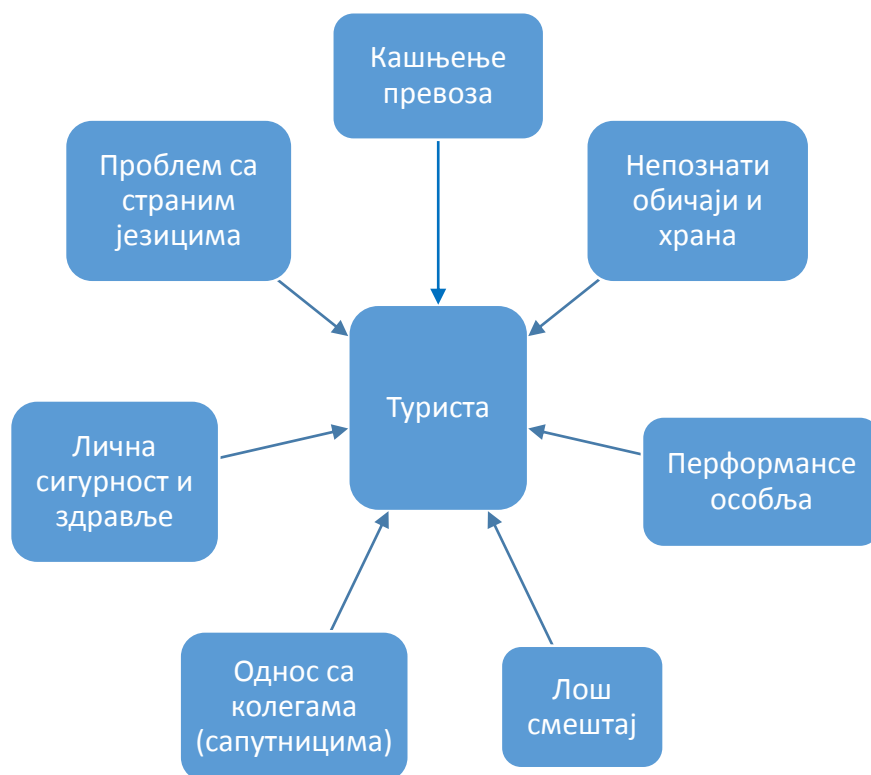 Кашњење
превоза
Проблем са
страним
језицима
Непознати
обичаји и
храна
Туриста
Лична
сигурност и
здравље
Перформансе
особља
Однос са
колегама
(сапутницима)
Лош
смештај